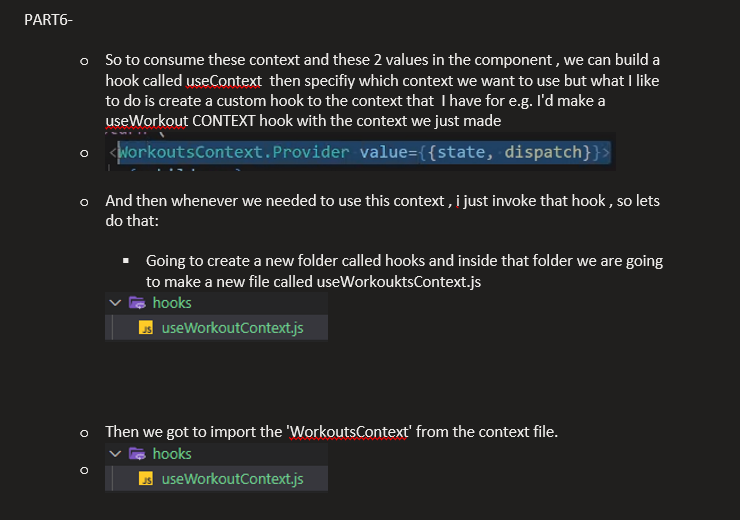 PART6-
So to consume these context and these 2 values in the component , we can build a
hook called useContext then specifiy which context we want to use but what I like
to do is create a custom hook to the context that I have for e.g. I'd make a
useWorkout CONTEXT hook with the context we just made
<WorkoutsContext.Provider value={{state, dispatch}}>
And then whenever we needed to use this context , i just invoke that hook , so lets
do that:
Going to create a new folder called hooks and inside that folder we are going
to make a new file called useWorkouktsContext.js
hooks
JS useWorkoutContext.js
Then we got to import the 'WorkoutsContext' from the context file.
hooks
JS useWorkoutContext.js